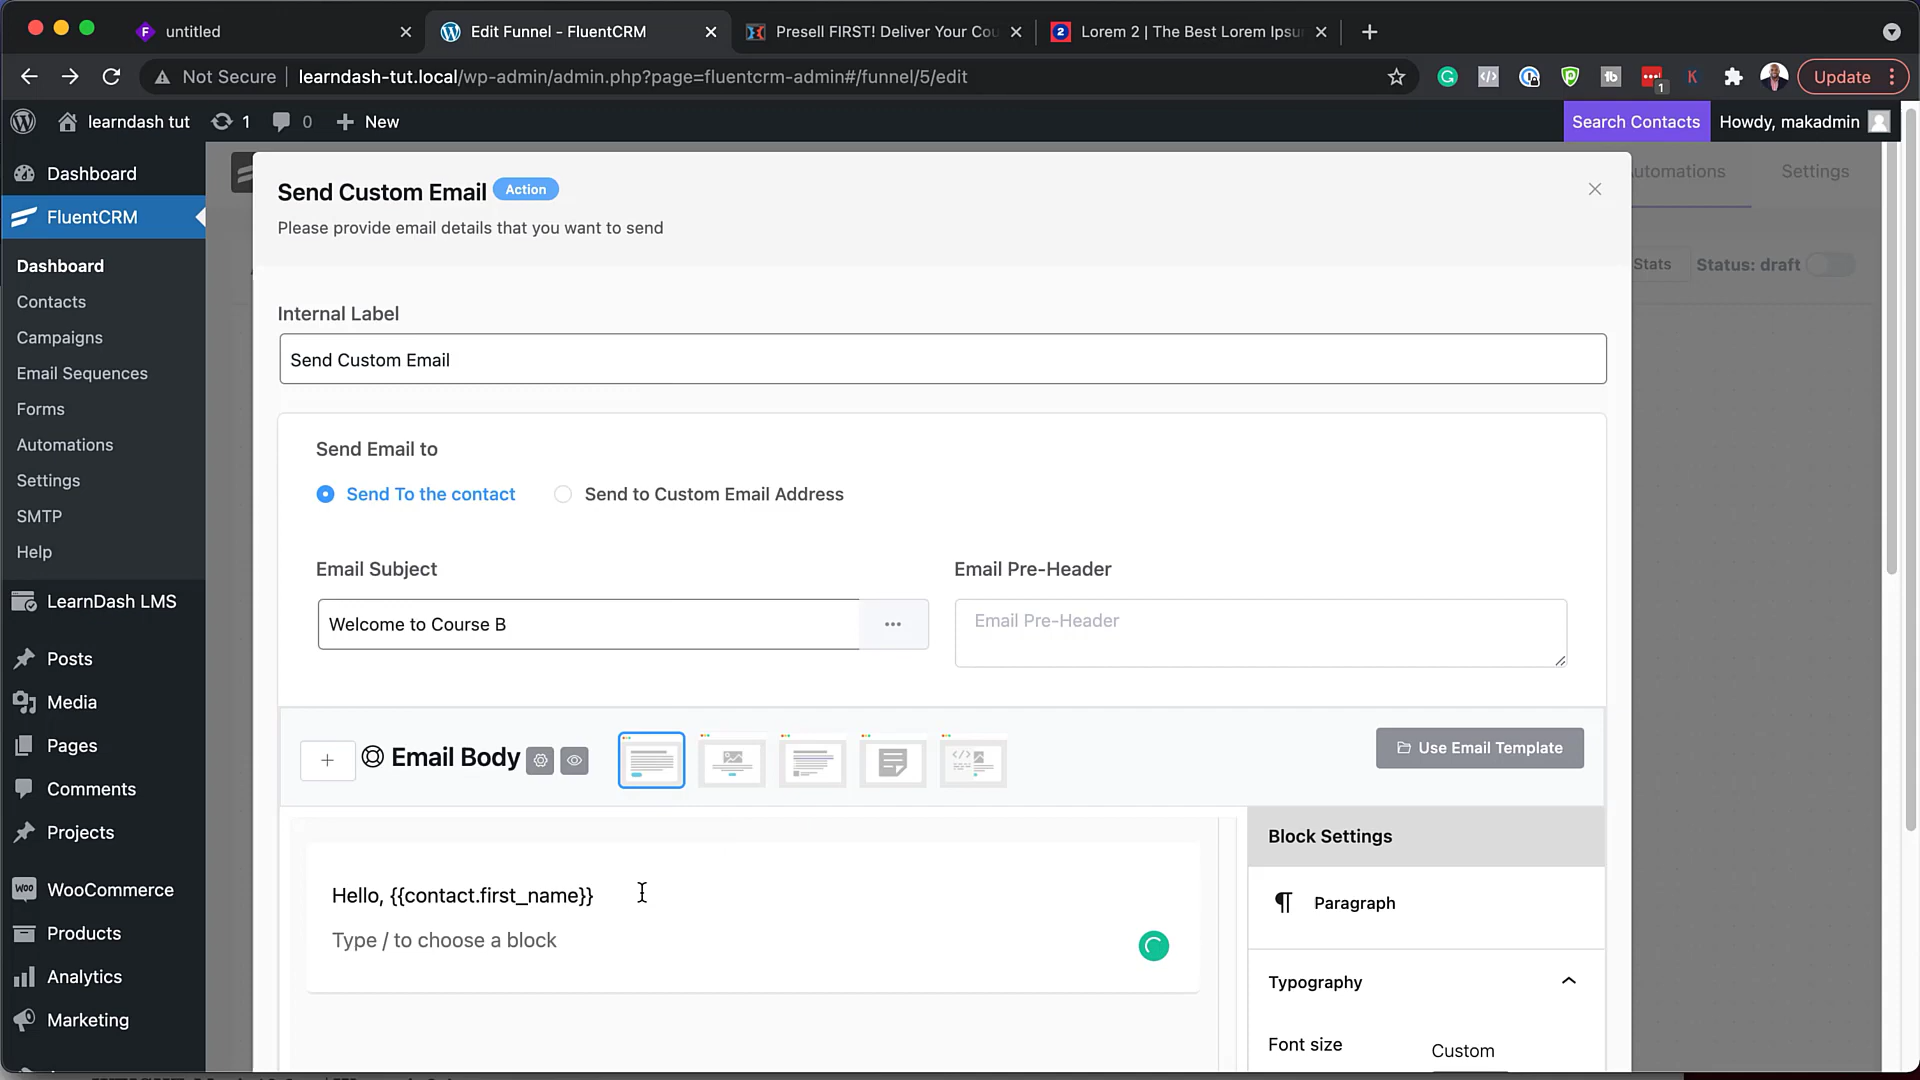 untitled
Edit Funnel - FluentCRM
Presell FIRST! Deliver Your Cou
2
Lorem 2 | The Best Lorem Ipsu
Not Secure
learndash-tut.local/wp-admin/admin.php?page=fluentcrm-admin#/funnel/5/edit
1
Update
learndash tut
1
0
New
Search Contacts
Howdy, makadmin
Dashboard
FluentCRM
Dashboard
Contacts
Campaigns
Email Sequences
Forms
Automations
Settings
SMTP
Help
LearnDash LMS
Posts
Media
Pages
Comments
Projects
WooCommerce
Products
Analytics
Marketing
utomations
Settings
Stats
Status: draft
Send Custom Email
Action
Please provide email details that you want to send
Internal Label
Send Custom Email
Send Email to
Send To the contact
Send to Custom Email Address
Email Subject
Email Pre-Header
Welcome to Course B
Email Pre-Header
Email Body
Use Email Template
Hello, {{contact.first_name}}
Type / to choose a block
Block Settings
Paragraph
Typography
Font size
Custom